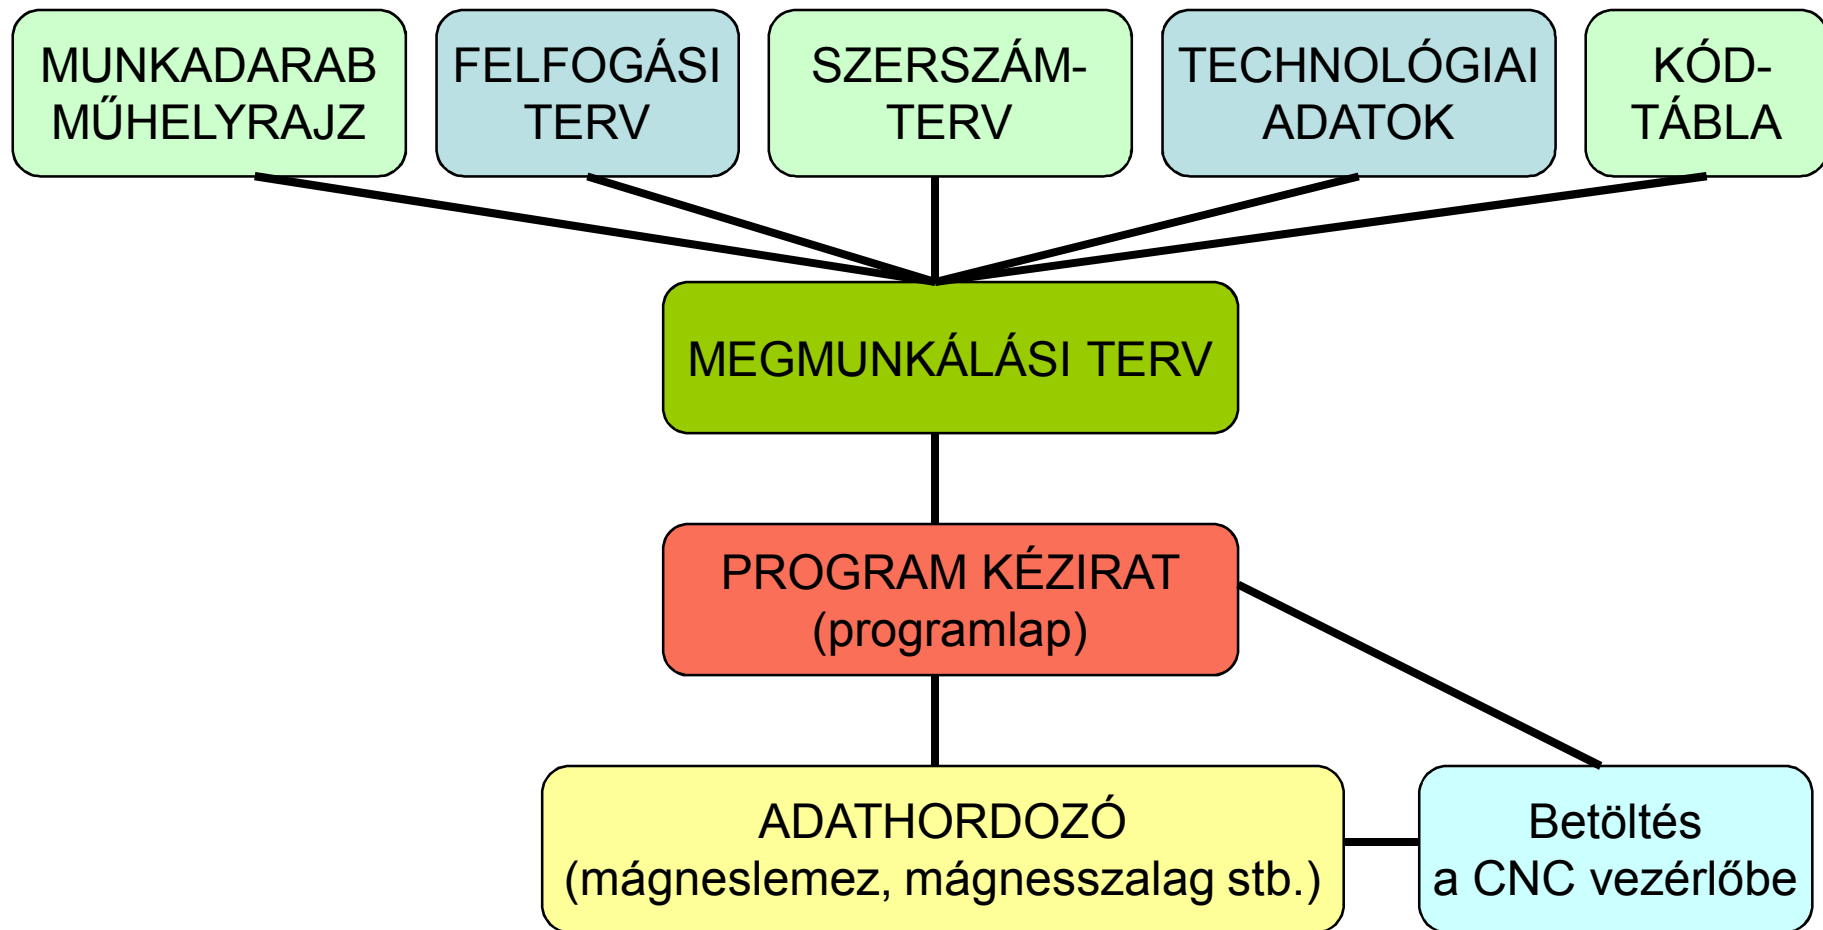 MUNKADARAB
MŰHELYRAJZ
FELFOGÁSI
TERV
SZERSZÁM-
TERV
TECHNOLÓGIAI
ADATOK
KÓD-
TÁBLA
MEGMUNKÁLÁSI TERV
PROGRAM KÉZIRAT
(programlap)
ADATHORDOZÓ
(mágneslemez, mágnesszalag stb.)
Betöltés
a CNC vezérlőbe